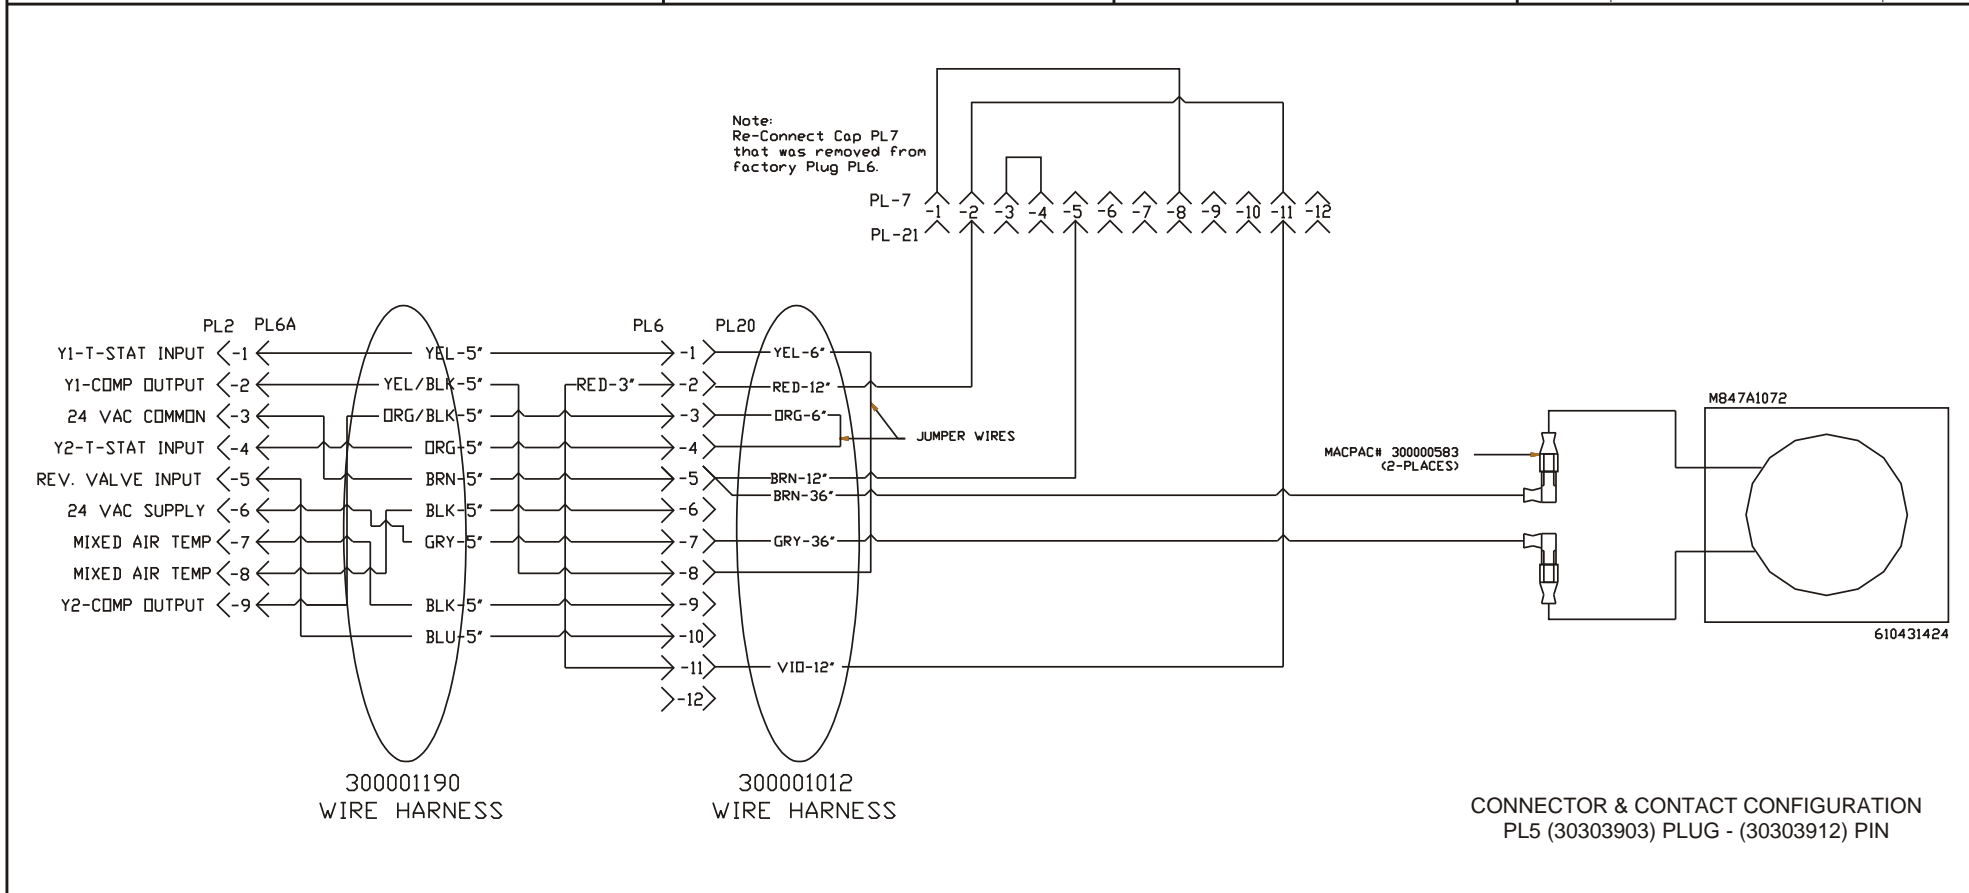 Note:
Re-Connect Cap PL7
that was removed from
factory Plug PL6.
PL-7
-1 -2 -3 -4 -5 -6 -7 -8 -9 -10 -11 -12
PL-21
PL2 PL6A PL6 PL20
Y1-T-STAT INPUT -1 YEL-5" -1 YEL-6"
Y1-COMP OUTPUT -2 YEL/BLK-5" RED-3" -2 RED-12"
24 VAC COMMON -3 ORG/BLK-5" -3 ORG-6"
Y2-T-STAT INPUT -4 ORG-5" -4 JUMPER WIRES
REV. VALVE INPUT -5 BRN-5" -5 BRN-12"
BRN-36"
24 VAC SUPPLY -6 BLK-5" -6
MIXED AIR TEMP -7 GRY-5" -7 GRY-36"
MIXED AIR TEMP -8 -8
Y2-COMP OUTPUT -9 BLK-5" -9
BLU-5" -10
-11 VIO-12"
-12
M847A1072
MACPAC# 300000583
(2-PLACES)
610431424
300001190
WIRE HARNESS
300001012
WIRE HARNESS
CONNECTOR & CONTACT CONFIGURATION
PL5 (30303903) PLUG - (30303912) PIN